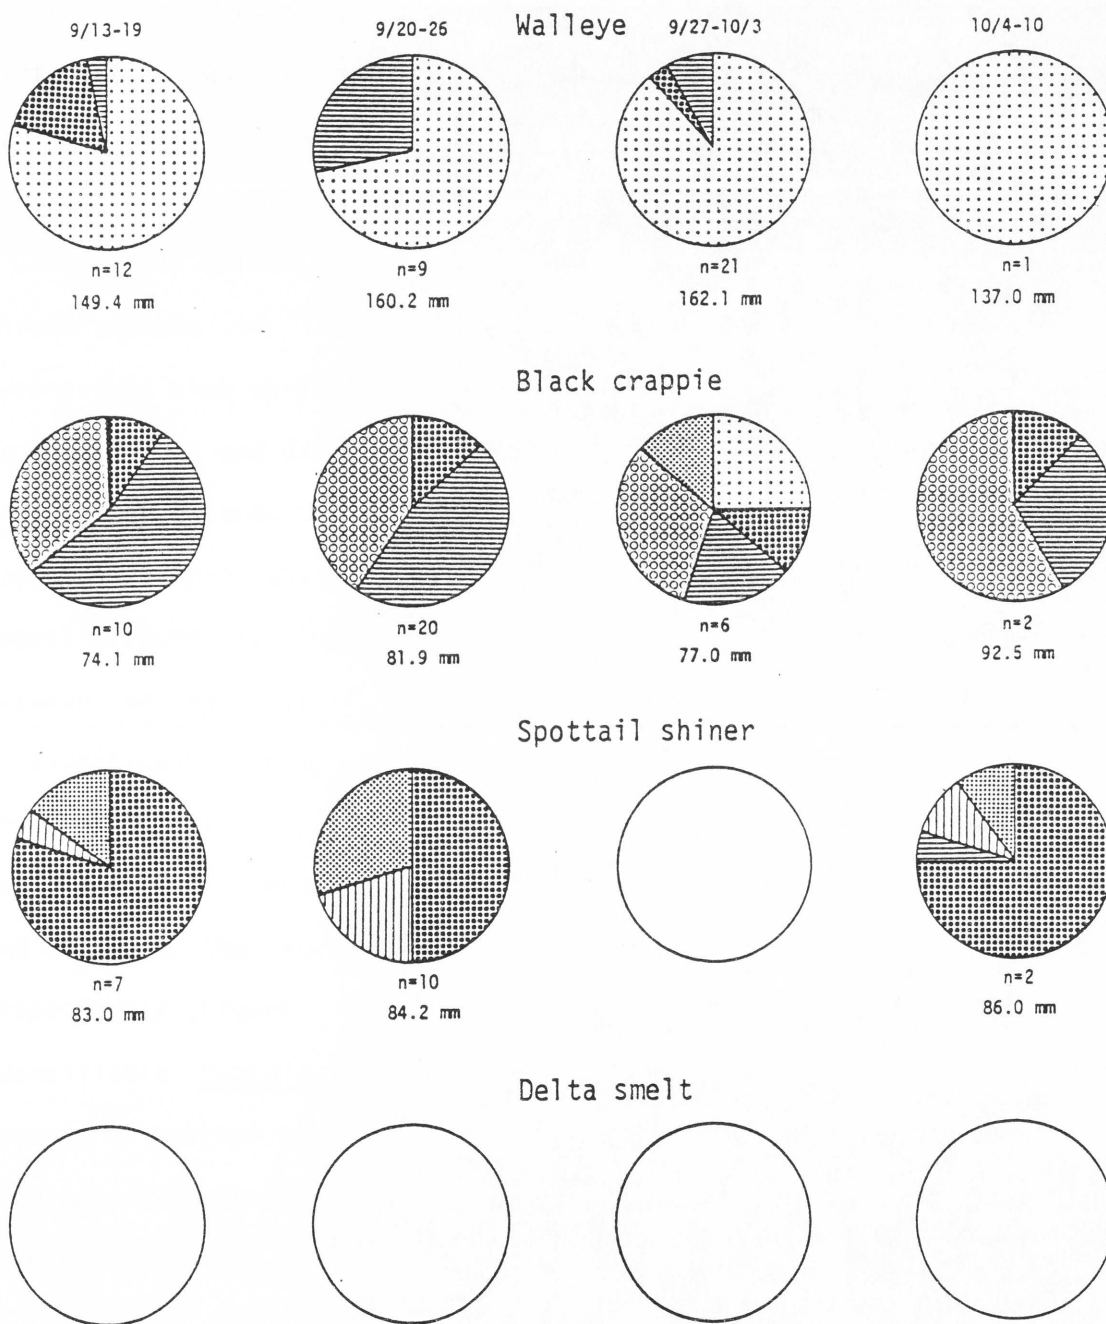 Walleye
9/13-19 9/20-26 9/27-10/3 10/4-10
n=12 n=9 n=21 n=1
149.4 mm 160.2 mm 162.1 mm 137.0 mm
Black crappie
n=10 n=20 n=6 n=2
74.1 mm 81.9 mm 77.0 mm 92.5 mm
Spottail shiner
n=7 n=10 n=2
83.0 mm 84.2 mm 86.0 mm
Delta smelt